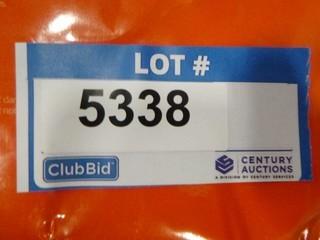 LOT #
5338
ClubBid
CENTURY
AUCTIONS
A DIVISION OF CENTURY SERVICES